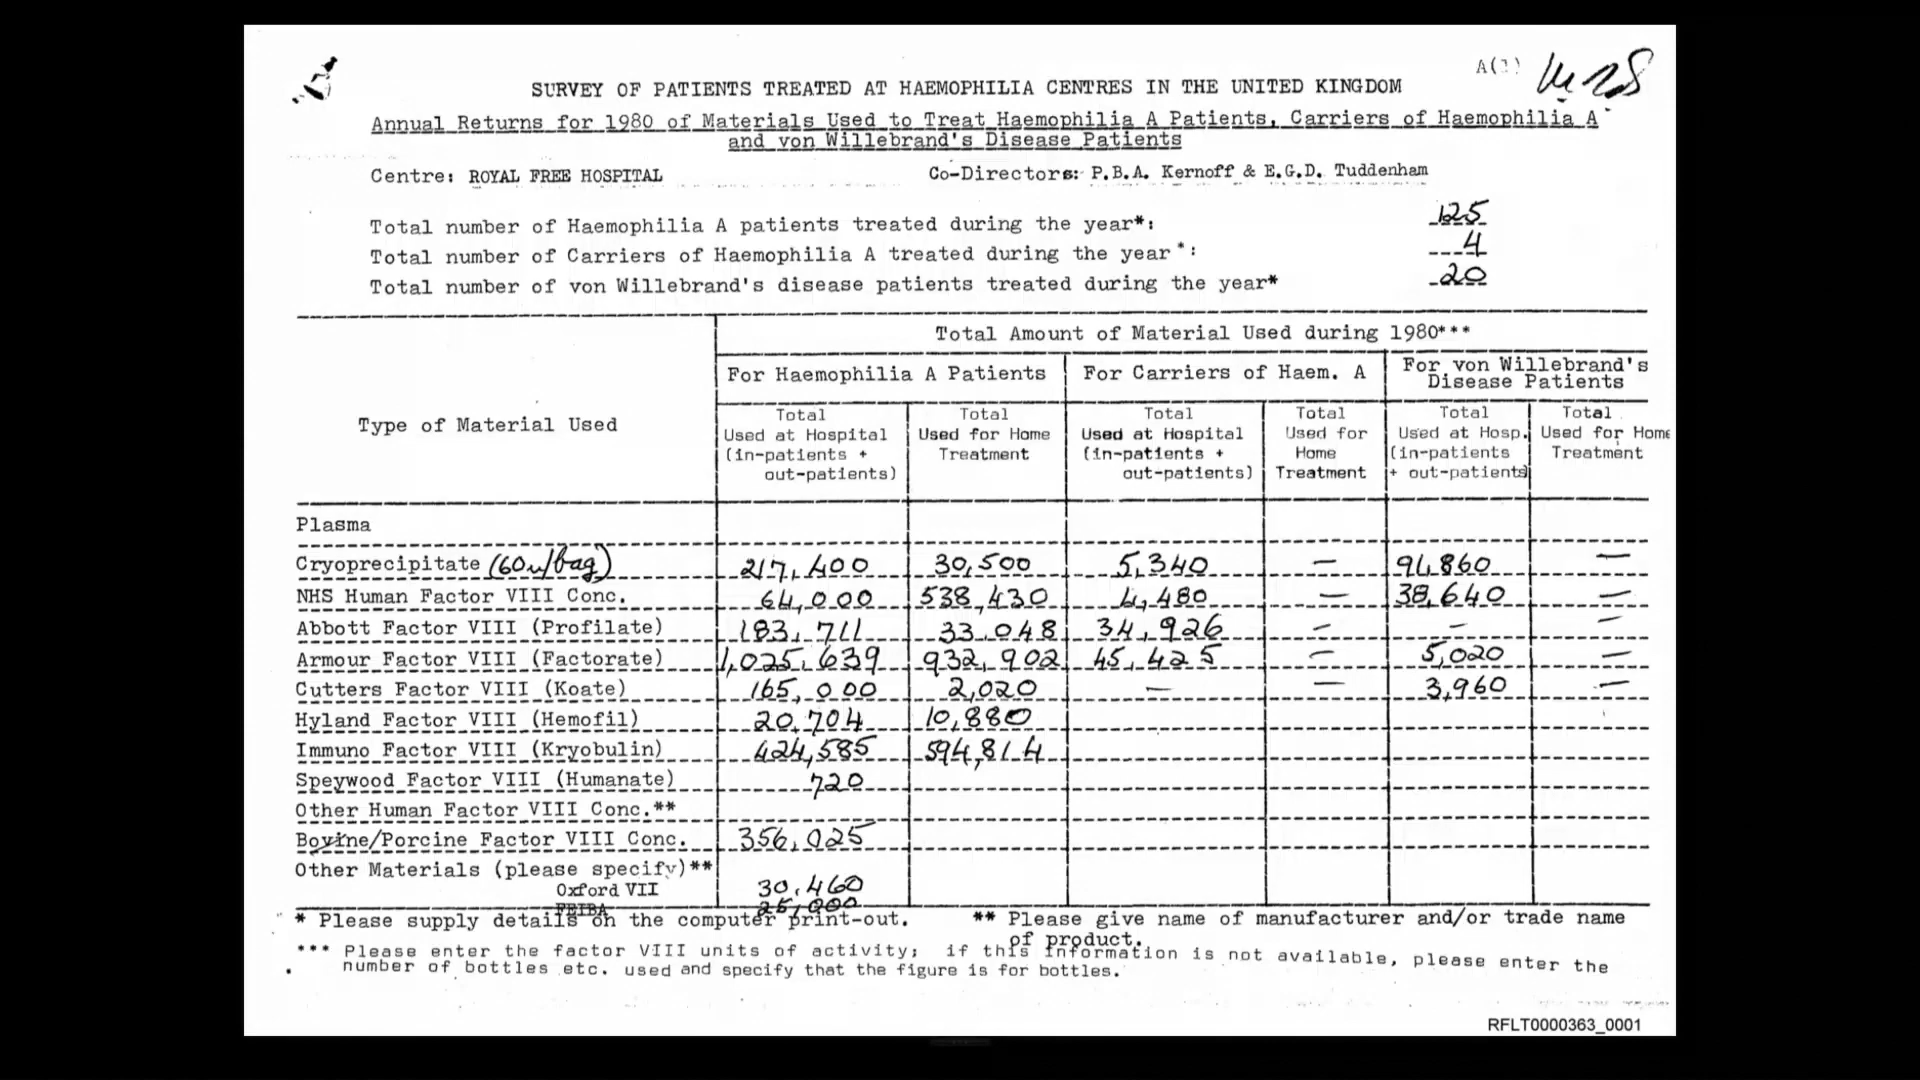 A(1)
SURVEY OF PATIENTS TREATED AT HAEMOPHILIA CENTRES IN THE UNITED KINGDOM
Annual Returns for 1980 of Materials Used to Treat Haemophilia A Patients, Carriers of Haemophilia A
and von Willebrand's Disease Patients
Centre: ROYAL FREE HOSPITAL Co-Directors: P.B.A. Kernoff & E.G.D. Tuddenham
Total number of Haemophilia A patients treated during the year*: 125
Total number of Carriers of Haemophilia A treated during the year*: 4
Total number of von Willebrand's disease patients treated during the year* 20
Total Amount of Material Used during 1980***
For Haemophilia A Patients For Carriers of Haem. A For von Willebrand's
Disease Patients
Type of Material Used
Total Total Total Total Total Total
Used at Hospital Used for Home Used at Hospital Used for Used at Hosp. Used for Home
(in-patients + Treatment (in-patients + Home (in-patients Treatment
out-patients) out-patients) Treatment + out-patients)
Plasma
Cryoprecipitate (60u/bag) 217,400 30,500 5,340 — 94,860 —
NHS Human Factor VIII Conc. 64,000 538,430 4,480 — 38,640 —
Abbott Factor VIII (Profilate) 183,711 33,048 34,926 — — —
Armour Factor VIII (Factorate) 1,025,639 932,902 45,425 — 5,020 —
Cutters Factor VIII (Koate) 165,000 2,020 — — 3,960 —
Hyland Factor VIII (Hemofil) 20,704 10,880
Immuno Factor VIII (Kryobulin) 424,585 594,814
Speywood Factor VIII (Humanate) 720
Other Human Factor VIII Conc.**
Bovine/Porcine Factor VIII Conc. 356,025
Other Materials (please specify)**
Oxford VII 30,460
FEIBA 25,000
* Please supply details on the computer print-out. ** Please give name of manufacturer and/or trade name
of product.
*** Please enter the factor VIII units of activity; if this information is not available, please enter the
number of bottles etc. used and specify that the figure is for bottles.
RFLT0000363_0001